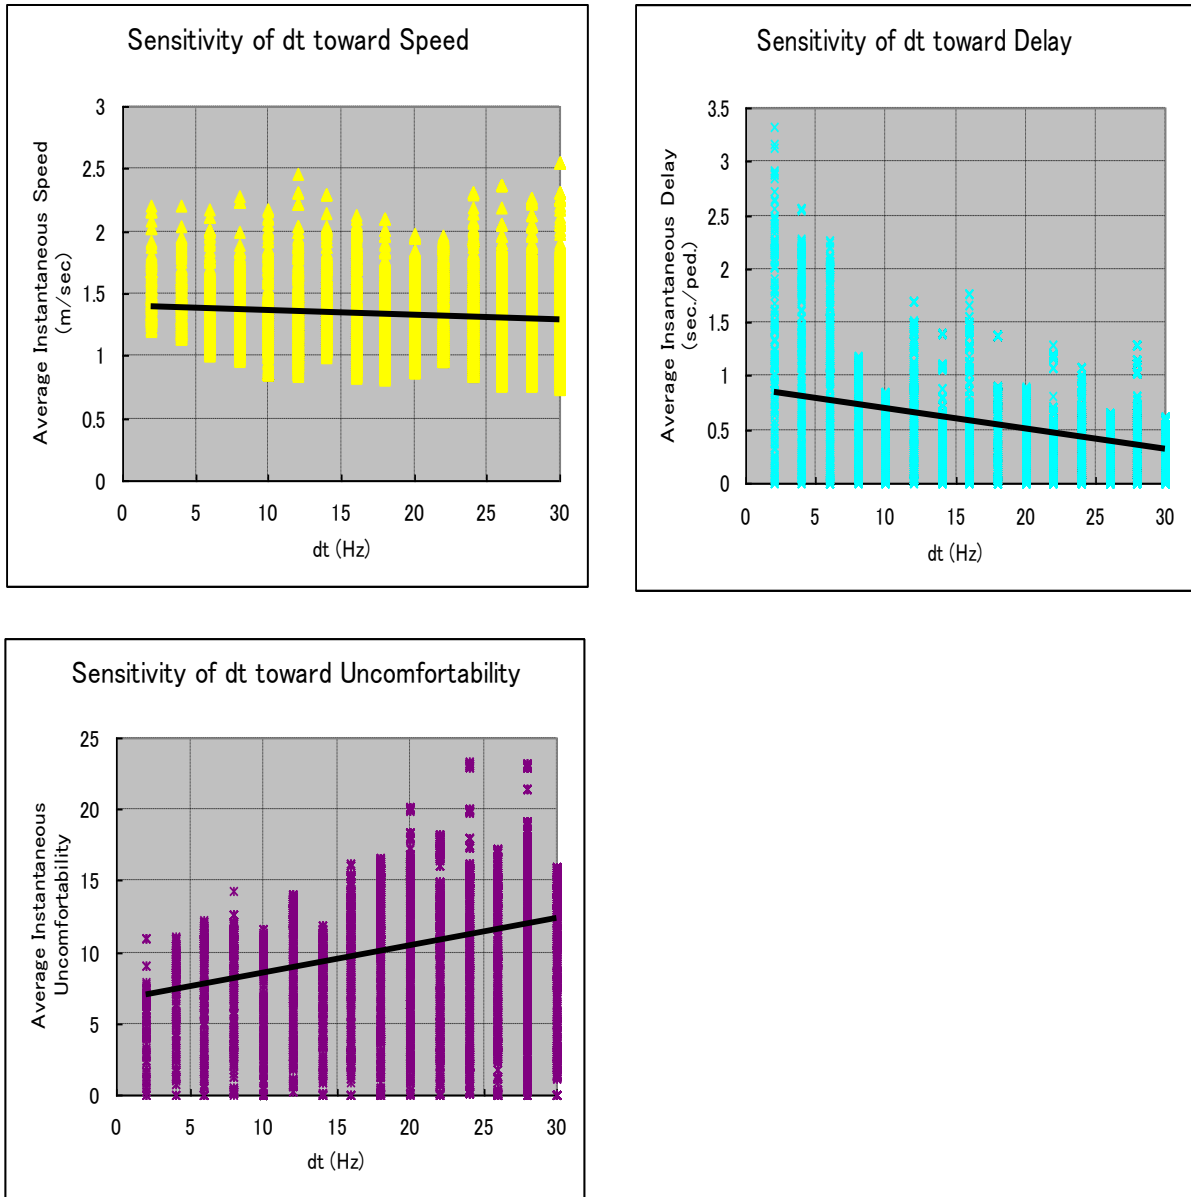 Sensitivity of dt toward Speed
3
2.5
2
1.5
1
0.5
0
0 5 10 15 20 25 30
Average Instantaneous Speed
(m/sec)
dt (Hz)
Sensitivity of dt toward Delay
3.5
3
2.5
2
1.5
1
0.5
0
0 5 10 15 20 25 30
Average Insantaneous Delay
(sec./ped.)
dt (Hz)
Sensitivity of dt toward Uncomfortability
25
20
15
10
5
0
0 5 10 15 20 25 30
Average Instantaneous
Uncomfortability
dt (Hz)